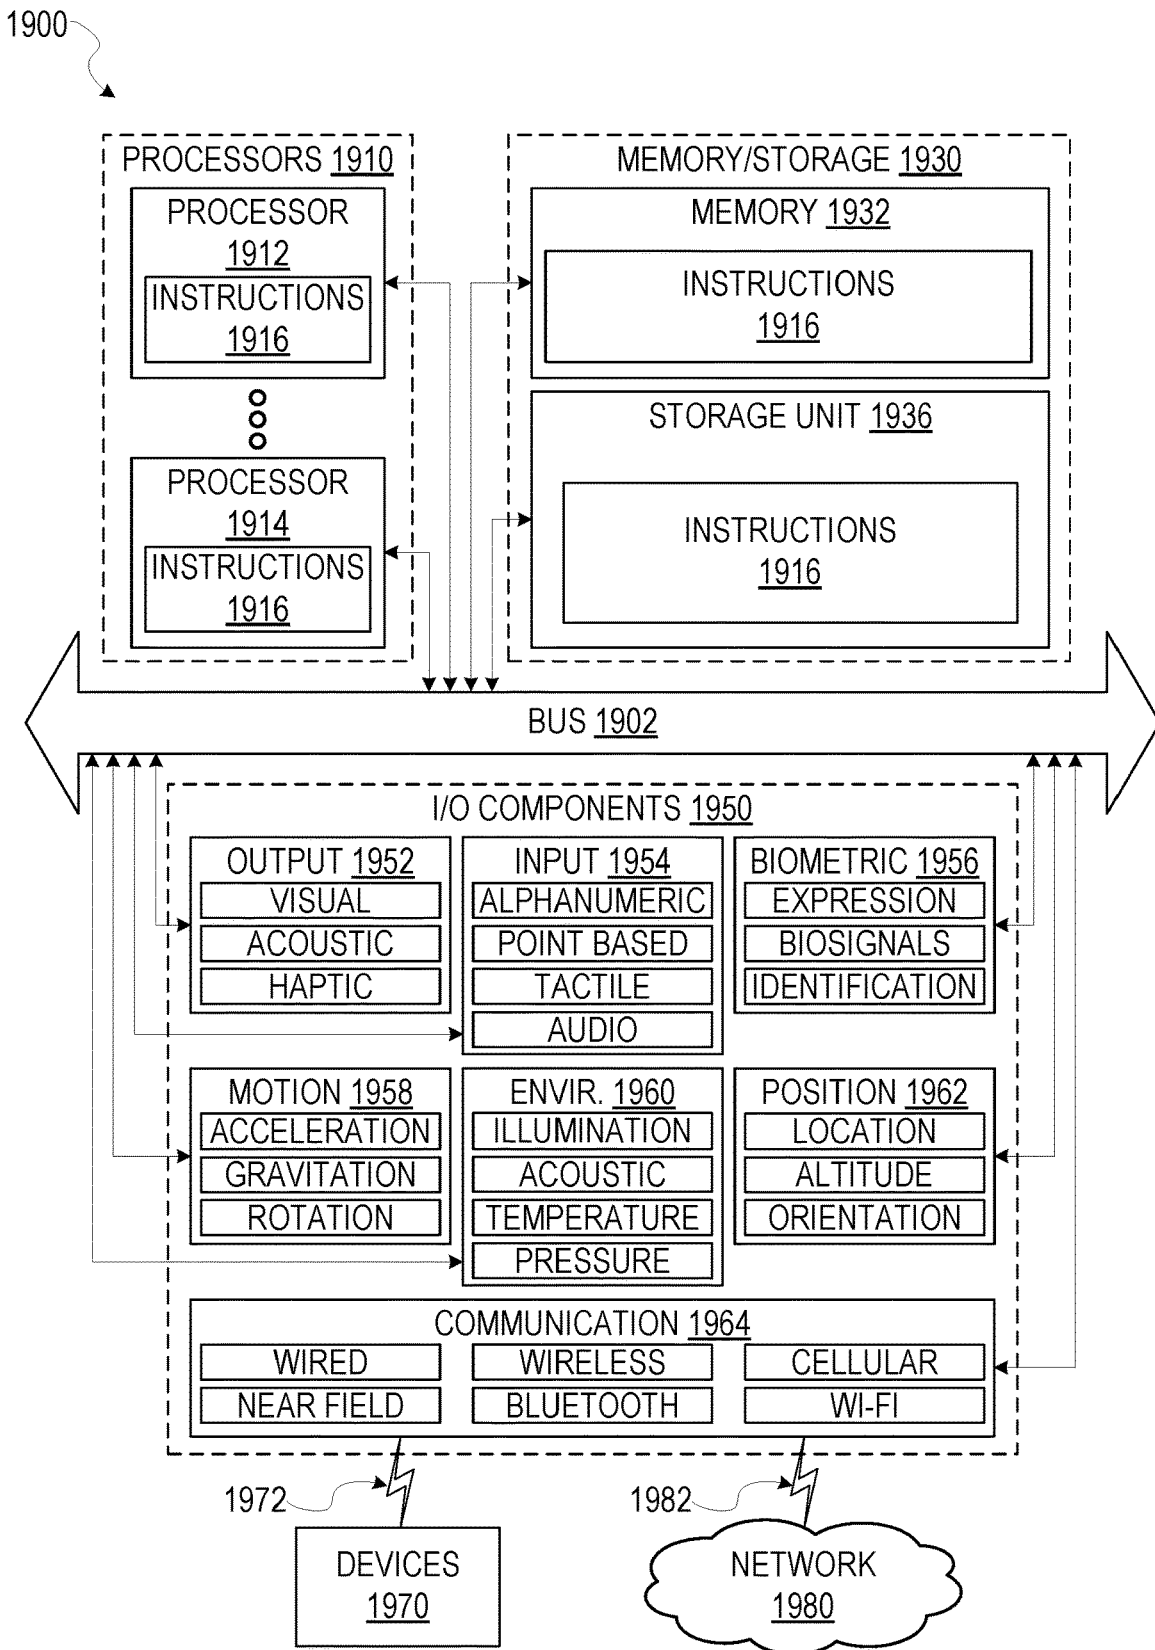 1900
PROCESSORS 1910
PROCESSOR
1912
INSTRUCTIONS
1916
PROCESSOR
1914
INSTRUCTIONS
1916
MEMORY/STORAGE 1930
MEMORY 1932
INSTRUCTIONS
1916
STORAGE UNIT 1936
INSTRUCTIONS
1916
BUS 1902
I/O COMPONENTS 1950
OUTPUT 1952
VISUAL
ACOUSTIC
HAPTIC
INPUT 1954
ALPHANUMERIC
POINT BASED
TACTILE
AUDIO
BIOMETRIC 1956
EXPRESSION
BIOSIGNALS
IDENTIFICATION
MOTION 1958
ACCELERATION
GRAVITATION
ROTATION
ENVIR. 1960
ILLUMINATION
ACOUSTIC
TEMPERATURE
PRESSURE
POSITION 1962
LOCATION
ALTITUDE
ORIENTATION
COMMUNICATION 1964
WIRED
WIRELESS
CELLULAR
NEAR FIELD
BLUETOOTH
WI-FI
1972
1982
DEVICES
1970
NETWORK
1980